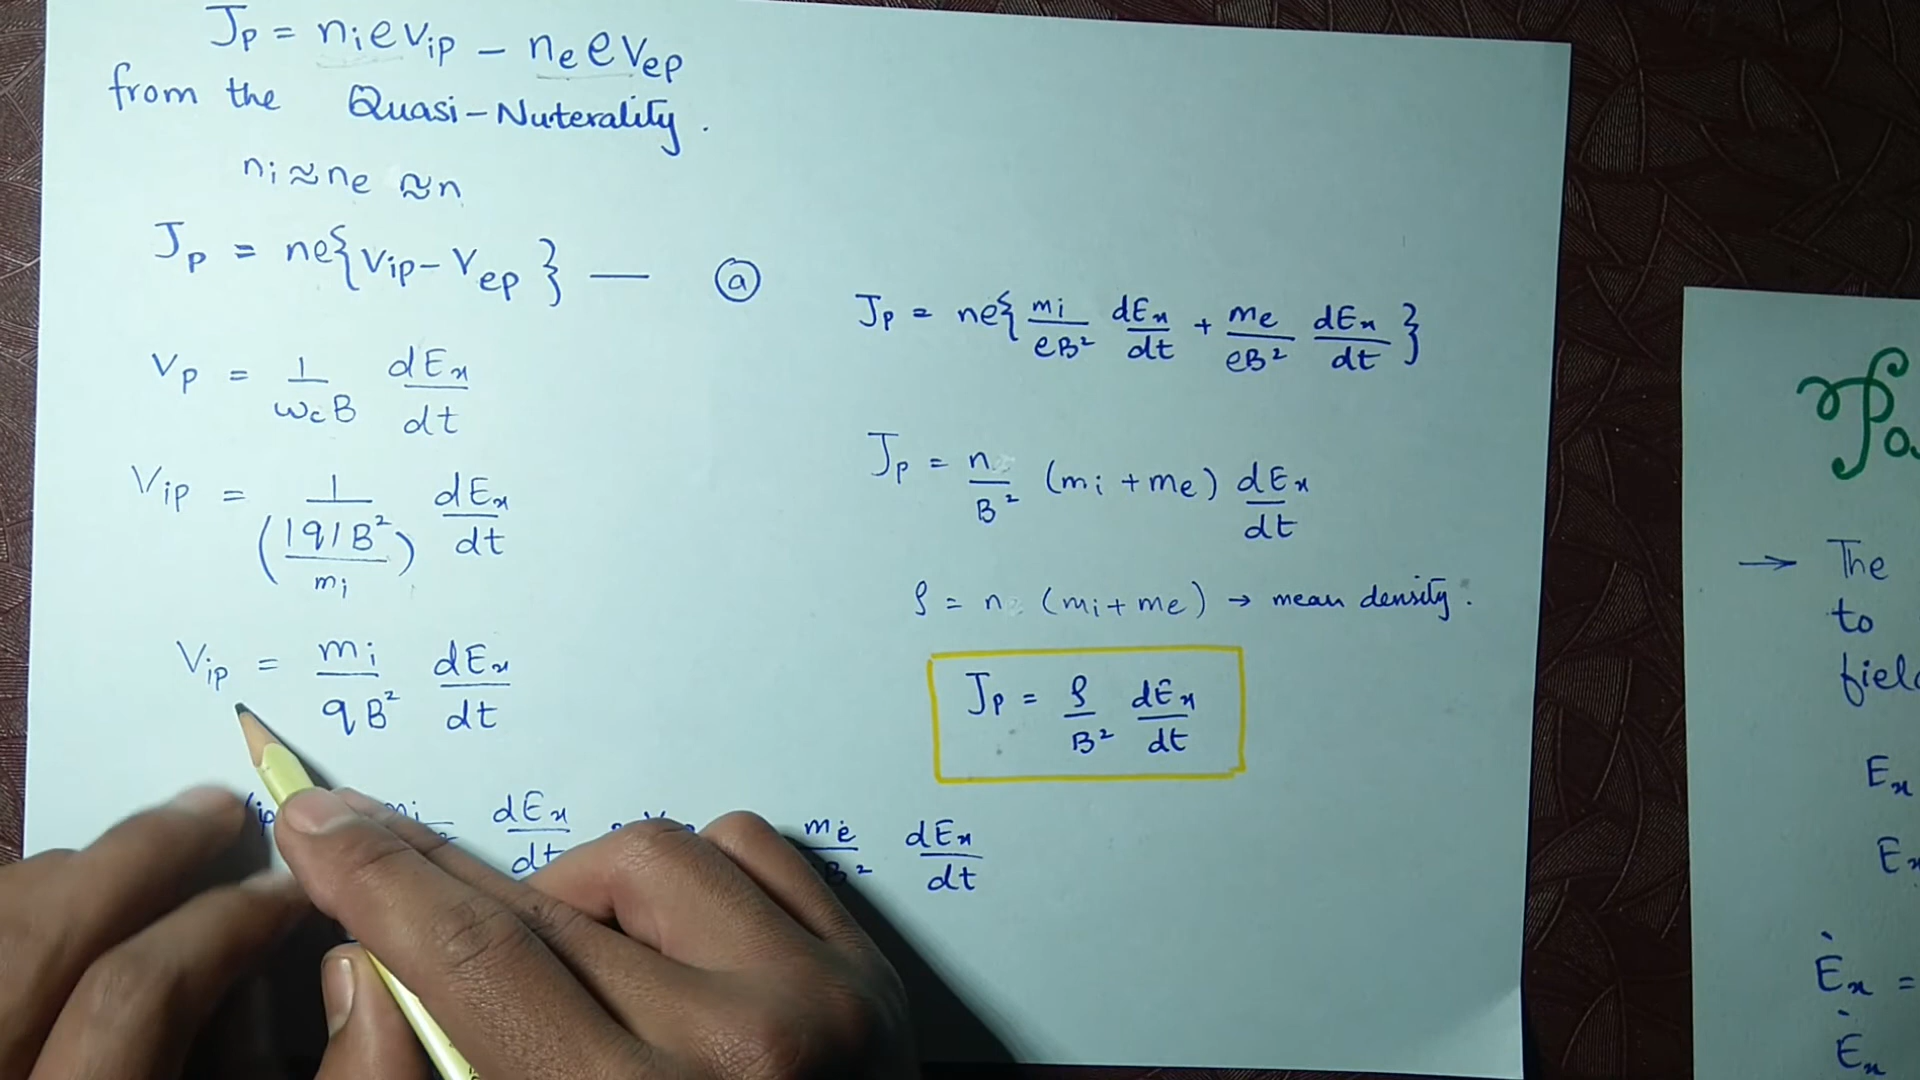 Jp = nievip – neevep
from the Quasi-Nuterality.
ni≈ne ≈n
Jp = ne{vip-vep} — ⓐ
vp = 1/ωcB dEx/dt
Vip = 1/(|q|B²/mi) dEx/dt
Vip = mi/qB² dEx/dt
dEx/dt me/B² dEx/dt
Jp = ne{mi/eB² dEx/dt + me/eB² dEx/dt}
Jp = n/B² (mi+me) dEx/dt
ρ = n (mi+me) → mean density.
Jp = ρ/B² dEx/dt
→ The
to
Ex
Ėx =
Ėx